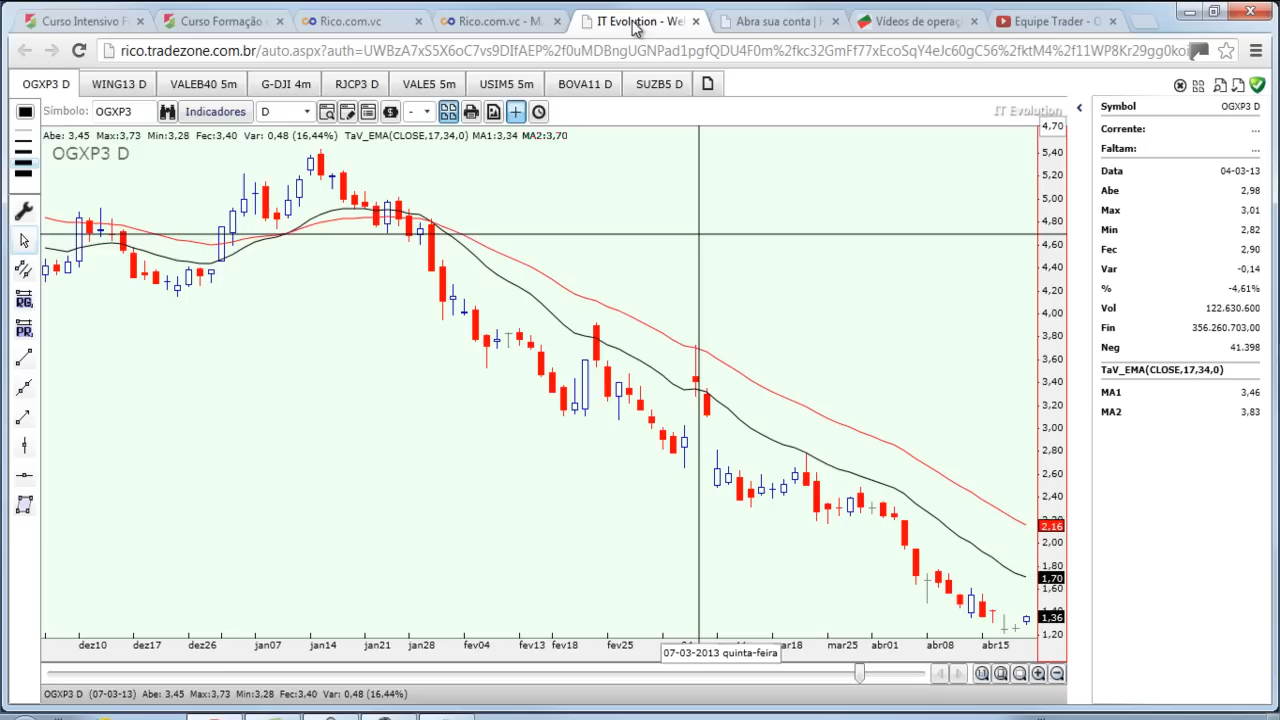 Curso Intensivo F
Curso Formação
Rico.com.vc
Rico.com.vc - R
IT Evolution - We
Abra sua conta
Vídeos de opera
Equipe Trader - C
rico.tradezone.com.br/auto.aspx?auth=
OGXP3 D
WING13 D
VALEB40 5m
G-DJI 4m
RJCP3 D
VALE5 5m
USIM5 5m
BOVA11 D
SUZB5 D
Símbolo: OGXP3 Indicadores D -
IT Evolution
Abe: 3,45 Max:3,73 Min:3,28 Fec:3,40 Var: 0,48 (16,44%) TaV_EMA(CLOSE,17,34,0) MA1:3,34 MA2:3,70
OGXP3 D
RG
PR
4,70
5,40
5,20
5,00
4,80
4,60
4,40
4,20
4,00
3,80
3,60
3,40
3,20
3,00
2,80
2,60
2,40
2,16
2,00
1,80
1,70
1,60
1,36
1,20
dez10 dez17 dez26 jan07 jan14 jan21 jan28 fev04 fev13 fev18 fev25 mar25 abr01 abr08 abr15
07-03-2013 quinta-feira
OGXP3 D (07-03-13) Abe: 3,45 Max:3,73 Min:3,28 Fec:3,40 Var: 0,48 (16,44%)
Symbol OGXP3 D
Corrente: ...
Faltam: ...
Data 04-03-13
Abe 2,98
Max 3,01
Min 2,82
Fec 2,90
Var -0,14
% -4,61%
Vol 122.630.600
Fin 356.260.703,00
Neg 41.398
TaV_EMA(CLOSE,17,34,0)
MA1 3,46
MA2 3,83